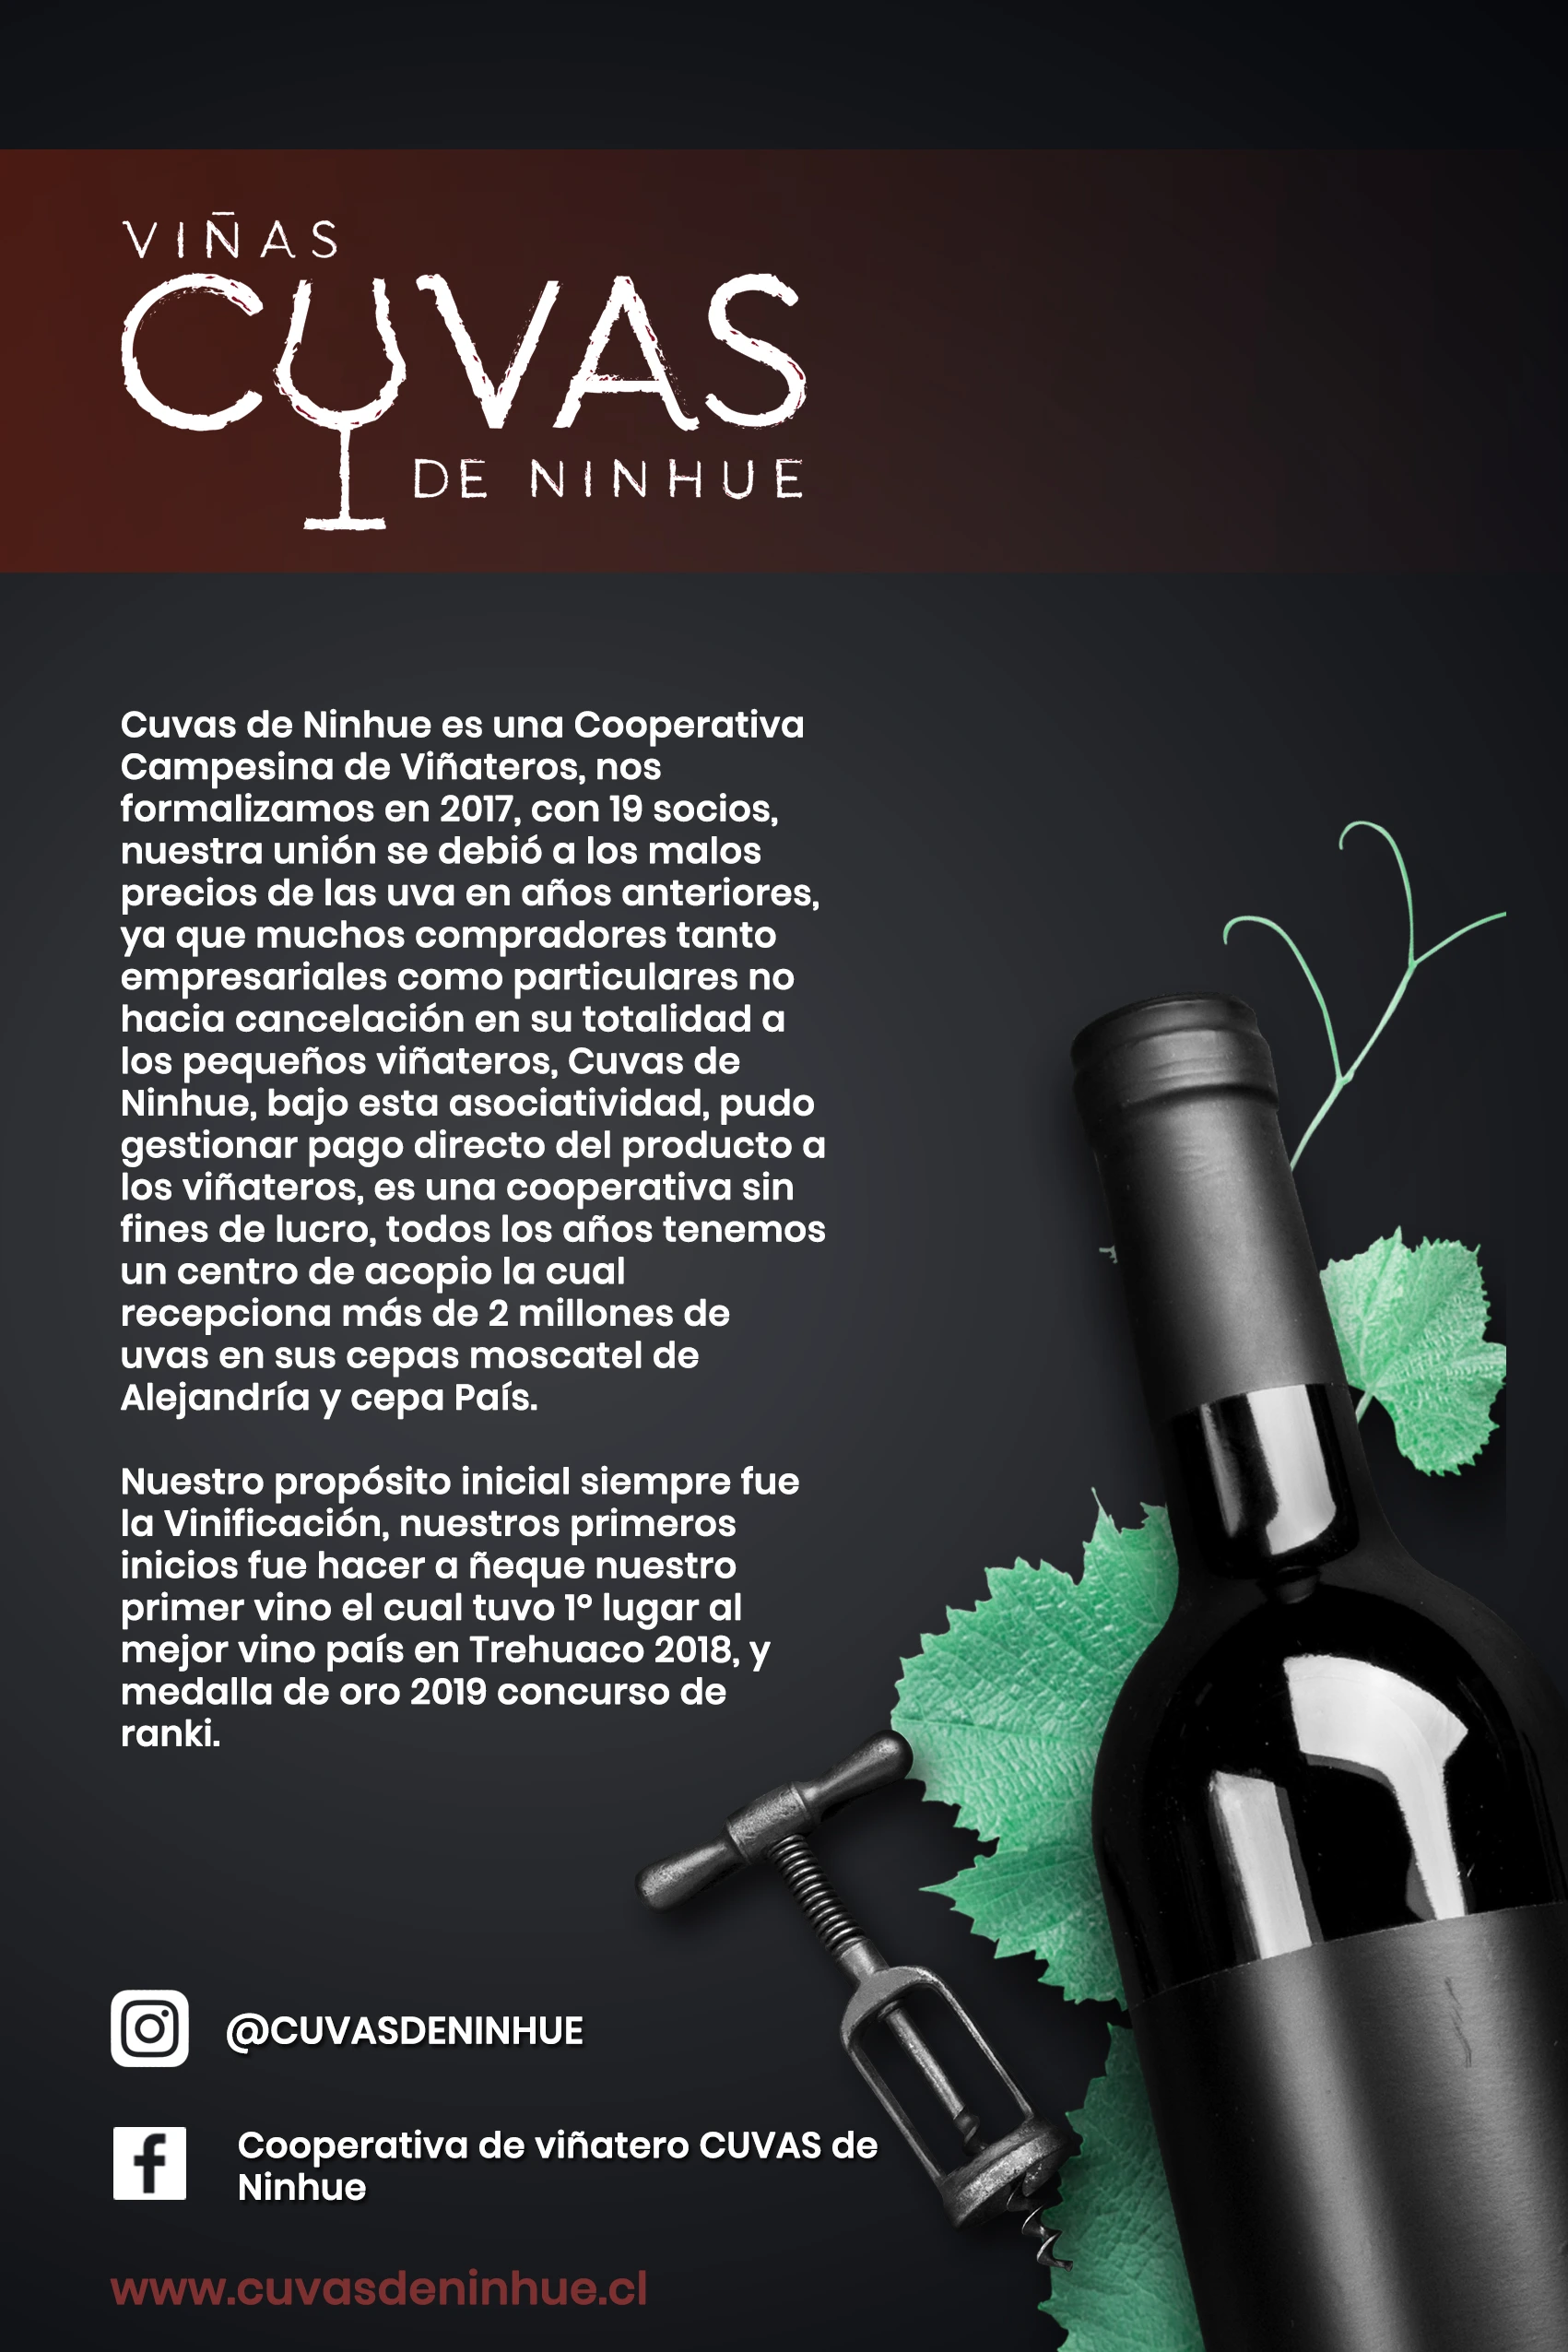 VIÑAS
CUVAS
DE NINHUE
Cuvas de Ninhue es una Cooperativa
Campesina de Viñateros, nos
formalizamos en 2017, con 19 socios,
nuestra unión se debió a los malos
precios de las uva en años anteriores,
ya que muchos compradores tanto
empresariales como particulares no
hacia cancelación en su totalidad a
los pequeños viñateros, Cuvas de
Ninhue, bajo esta asociatividad, pudo
gestionar pago directo del producto a
los viñateros, es una cooperativa sin
fines de lucro, todos los años tenemos
un centro de acopio la cual
recepciona más de 2 millones de
uvas en sus cepas moscatel de
Alejandría y cepa País.
Nuestro propósito inicial siempre fue
la Vinificación, nuestros primeros
inicios fue hacer a ñeque nuestro
primer vino el cual tuvo 1º lugar al
mejor vino país en Trehuaco 2018, y
medalla de oro 2019 concurso de
ranki.
@CUVASDENINHUE
Cooperativa de viñatero CUVAS de
Ninhue
www.cuvasdeninhue.cl